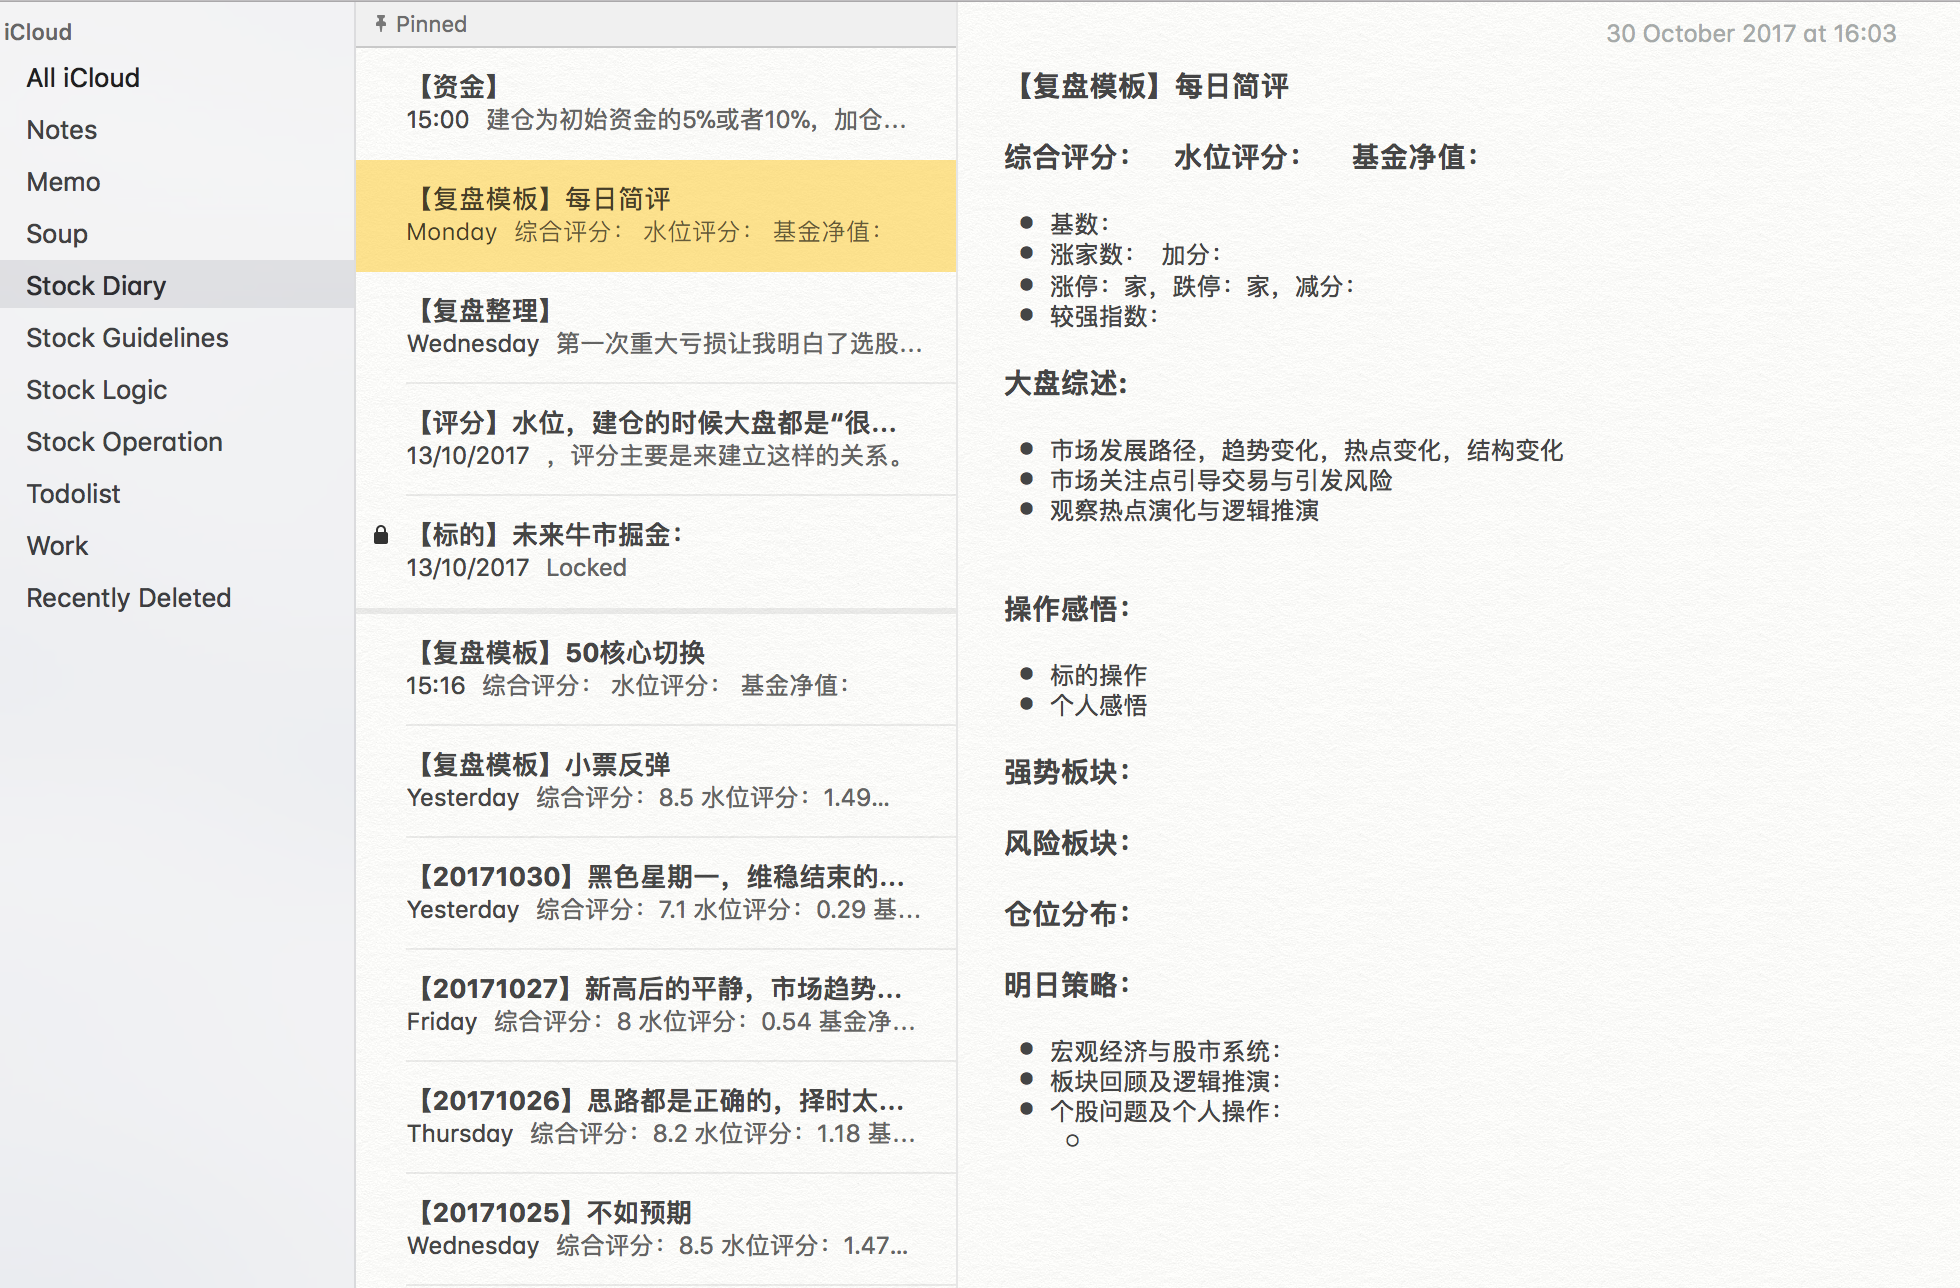 iCloud
All iCloud
Notes
Memo
Soup
Stock Diary
Stock Guidelines
Stock Logic
Stock Operation
Todolist
Work
Recently Deleted
Pinned
【资金】
15:00 建仓为初始资金的5%或者10%，加仓...
【复盘模板】每日简评
Monday 综合评分： 水位评分： 基金净值：
【复盘整理】
Wednesday 第一次重大亏损让我明白了选股...
【评分】水位，建仓的时候大盘都是“很...
13/10/2017 ，评分主要是来建立这样的关系。
【标的】未来牛市掘金：
13/10/2017 Locked
【复盘模板】50核心切换
15:16 综合评分： 水位评分： 基金净值：
【复盘模板】小票反弹
Yesterday 综合评分：8.5 水位评分：1.49...
【20171030】黑色星期一，维稳结束的...
Yesterday 综合评分：7.1 水位评分：0.29 基...
【20171027】新高后的平静，市场趋势...
Friday 综合评分：8 水位评分：0.54 基金净...
【20171026】思路都是正确的，择时太...
Thursday 综合评分：8.2 水位评分：1.18 基...
【20171025】不如预期
Wednesday 综合评分：8.5 水位评分：1.47...
30 October 2017 at 16:03
【复盘模板】每日简评
综合评分： 水位评分： 基金净值：
基数：
涨家数： 加分：
涨停：家，跌停：家，减分：
较强指数：
大盘综述:
市场发展路径，趋势变化，热点变化，结构变化
市场关注点引导交易与引发风险
观察热点演化与逻辑推演
操作感悟：
标的操作
个人感悟
强势板块：
风险板块：
仓位分布：
明日策略：
宏观经济与股市系统：
板块回顾及逻辑推演：
个股问题及个人操作：